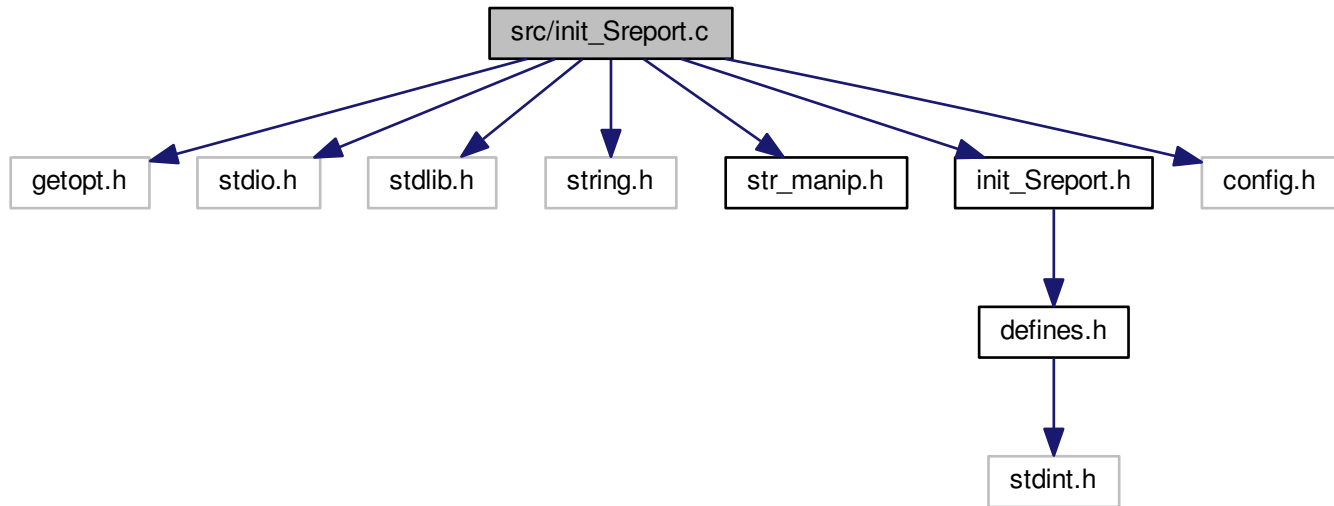 src/init_Sreport.c
getopt.h
stdio.h
stdlib.h
string.h
str_manip.h
init_Sreport.h
config.h
defines.h
stdint.h